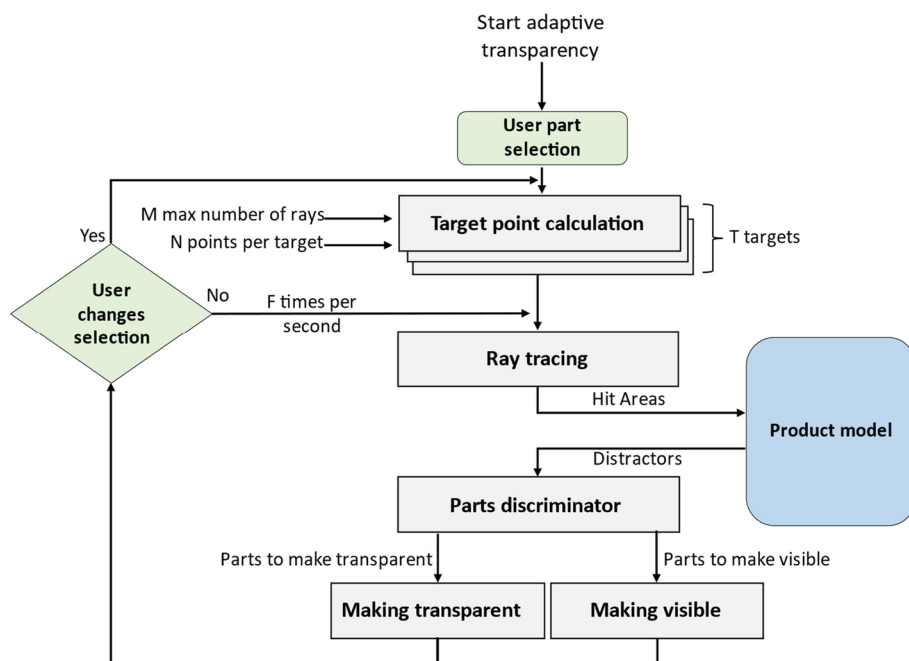 Start adaptive
transparency
User part
selection
M max number of rays
Target point calculation
T targets
N points per target
Yes
User
changes
selection
No
F times per
second
Ray tracing
Hit Areas
Product model
Distractors
Parts discriminator
Parts to make transparent
Parts to make visible
Making transparent
Making visible